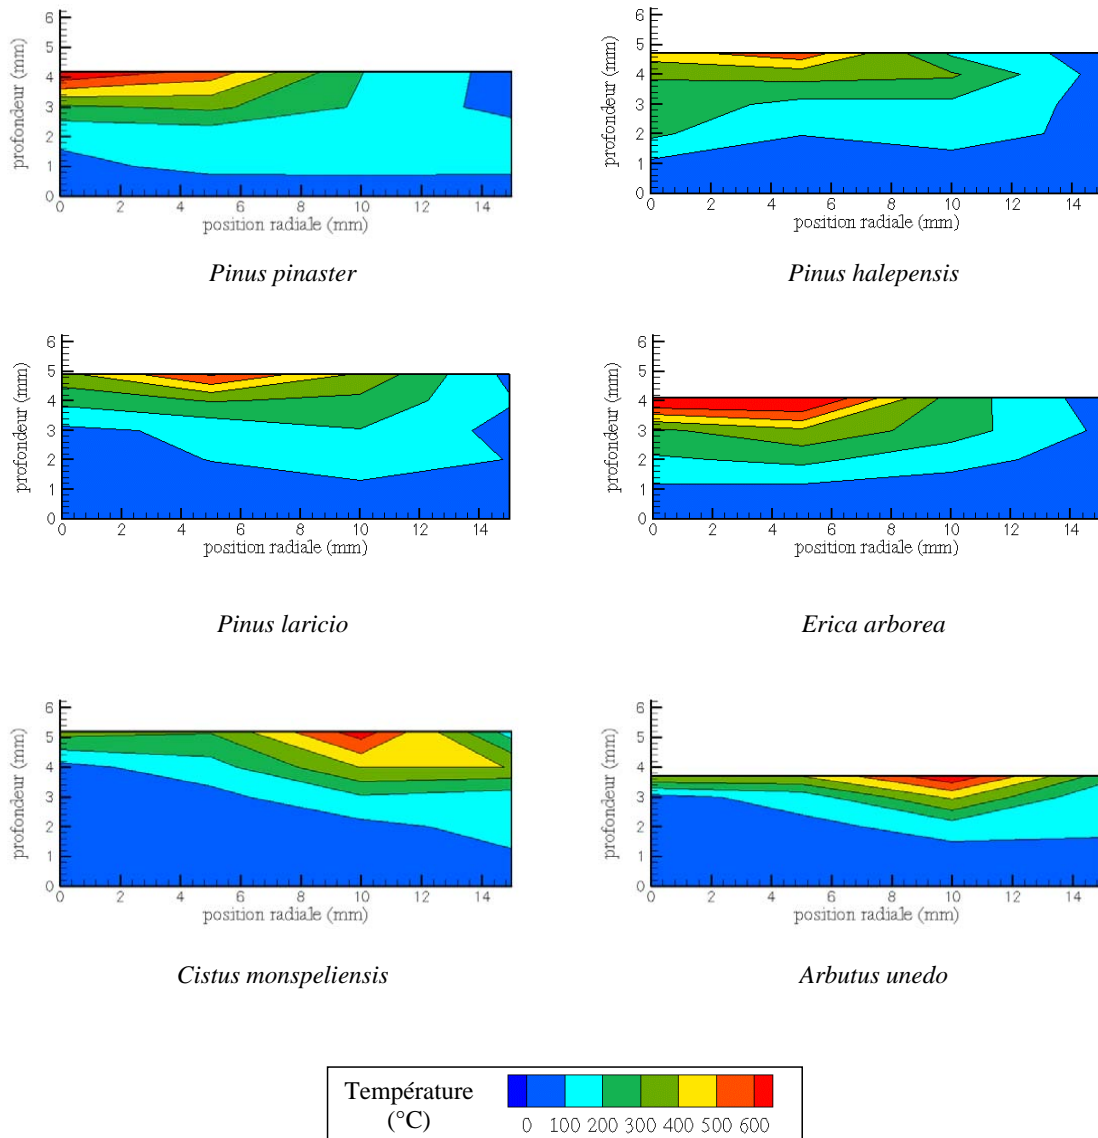 6
5
4
3
2
1
0
profondeur (mm)
0 2 4 6 8 10 12 14
position radiale (mm)
Pinus pinaster
6
5
4
3
2
1
0
profondeur (mm)
0 2 4 6 8 10 12 14
position radiale (mm)
Pinus halepensis
6
5
4
3
2
1
0
profondeur (mm)
0 2 4 6 8 10 12 14
position radiale (mm)
Pinus laricio
6
5
4
3
2
1
0
profondeur (mm)
0 2 4 6 8 10 12 14
position radiale (mm)
Erica arborea
6
5
4
3
2
1
0
profondeur (mm)
0 2 4 6 8 10 12 14
position radiale (mm)
Cistus monspeliensis
6
5
4
3
2
1
0
profondeur (mm)
0 2 4 6 8 10 12 14
position radiale (mm)
Arbutus unedo
Température
(°C)
0 100 200 300 400 500 600